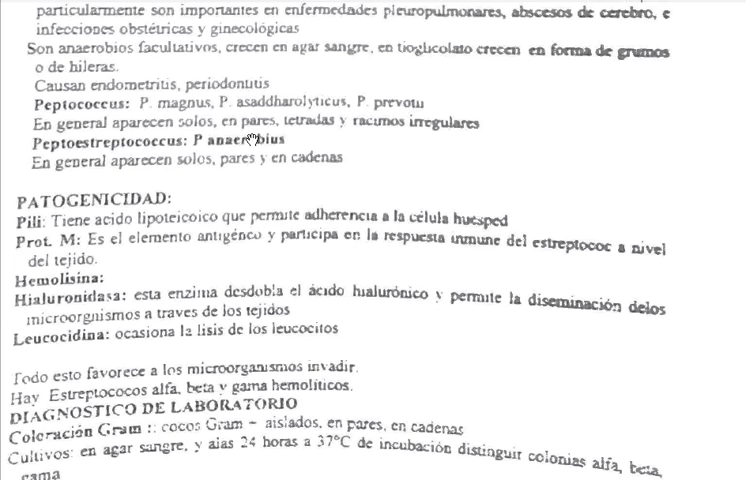 particularmente son importantes en enfermedades pleuropulmonares, abscesos de cerebro, e
infecciones obstétricas y ginecológicas
Son anaerobios facultativos, crecen en agar sangre, en tioglicolato crecen en forma de grumos
o de hileras.
Causan endometritis, periodontitis
Peptococcus: P. magnus, P. asaddharolyticus, P. prevotu
En general aparecen solos, en pares, tetradas y racimos irregulares
Peptoestreptococcus: P anaerobius
En general aparecen solos, pares y en cadenas
PATOGENICIDAD:
Pili: Tiene acido lipoteicoico que permite adherencia a la célula huesped
Prot. M: Es el elemento antigénco y participa en la respuesta inmune del estreptococ a nivel
del tejido.
Hemolisina:
Hialuronidasa: esta enzima desdobla el ácido hialurónico y permite la diseminación delos
microorgnismos a traves de los tejidos
Leucocidina: ocasiona la lisis de los leucocitos
Todo esto favorece a los microorganismos invadir.
Hay Estreptococos alfa, beta y gama hemolíticos.
DIAGNOSTICO DE LABORATORIO
Coloración Gram :: cocos Gram - aislados, en pares, en cadenas
Cultivos: en agar sangre, y alas 24 horas a 37°C de incubación distinguir colonias alfa, beta,
gama